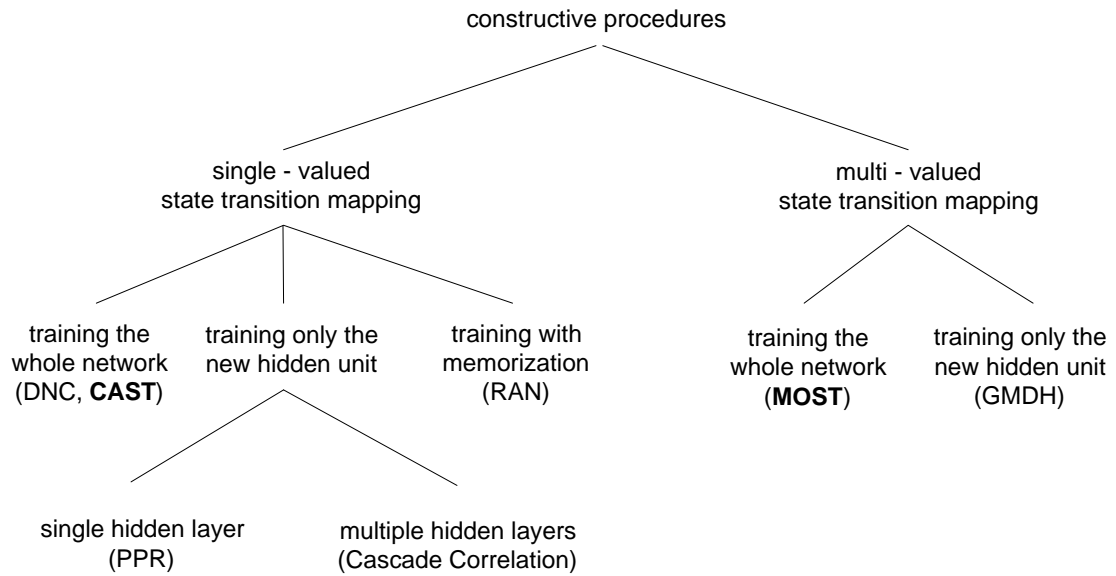 constructive procedures
single - valued
state transition mapping
multi - valued
state transition mapping
training the
whole network
(DNC, CAST)
training only the
new hidden unit
training with
memorization
(RAN)
training the
whole network
(MOST)
training only the
new hidden unit
(GMDH)
single hidden layer
(PPR)
multiple hidden layers
(Cascade Correlation)